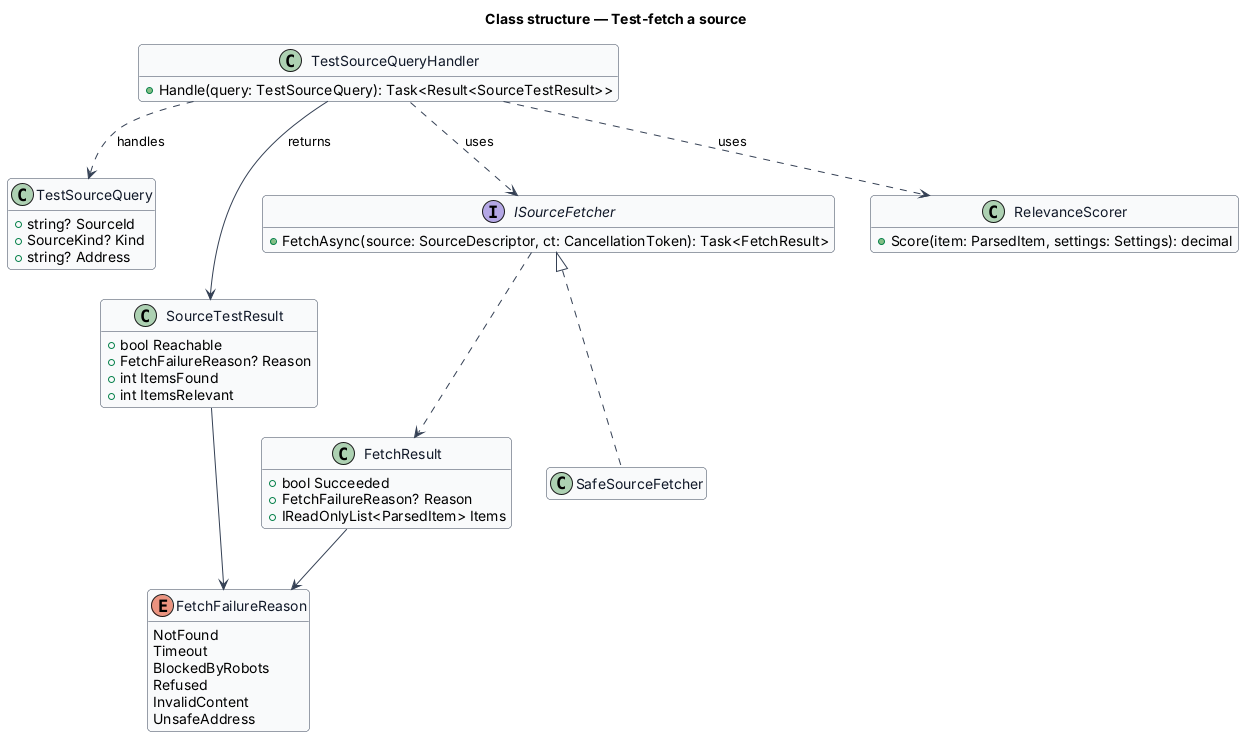 Class structure — Test-fetch a source
C TestSourceQueryHandler
Handle(query: TestSourceQuery): Task<Result<SourceTestResult>>
handles
returns
uses
uses
C TestSourceQuery
string? SourceId
SourceKind? Kind
string? Address
I ISourceFetcher
FetchAsync(source: SourceDescriptor, ct: CancellationToken): Task<FetchResult>
C RelevanceScorer
Score(item: ParsedItem, settings: Settings): decimal
C SourceTestResult
bool Reachable
FetchFailureReason? Reason
int ItemsFound
int ItemsRelevant
C FetchResult
bool Succeeded
FetchFailureReason? Reason
IReadOnlyList<ParsedItem> Items
C SafeSourceFetcher
E FetchFailureReason
NotFound
Timeout
BlockedByRobots
Refused
InvalidContent
UnsafeAddress